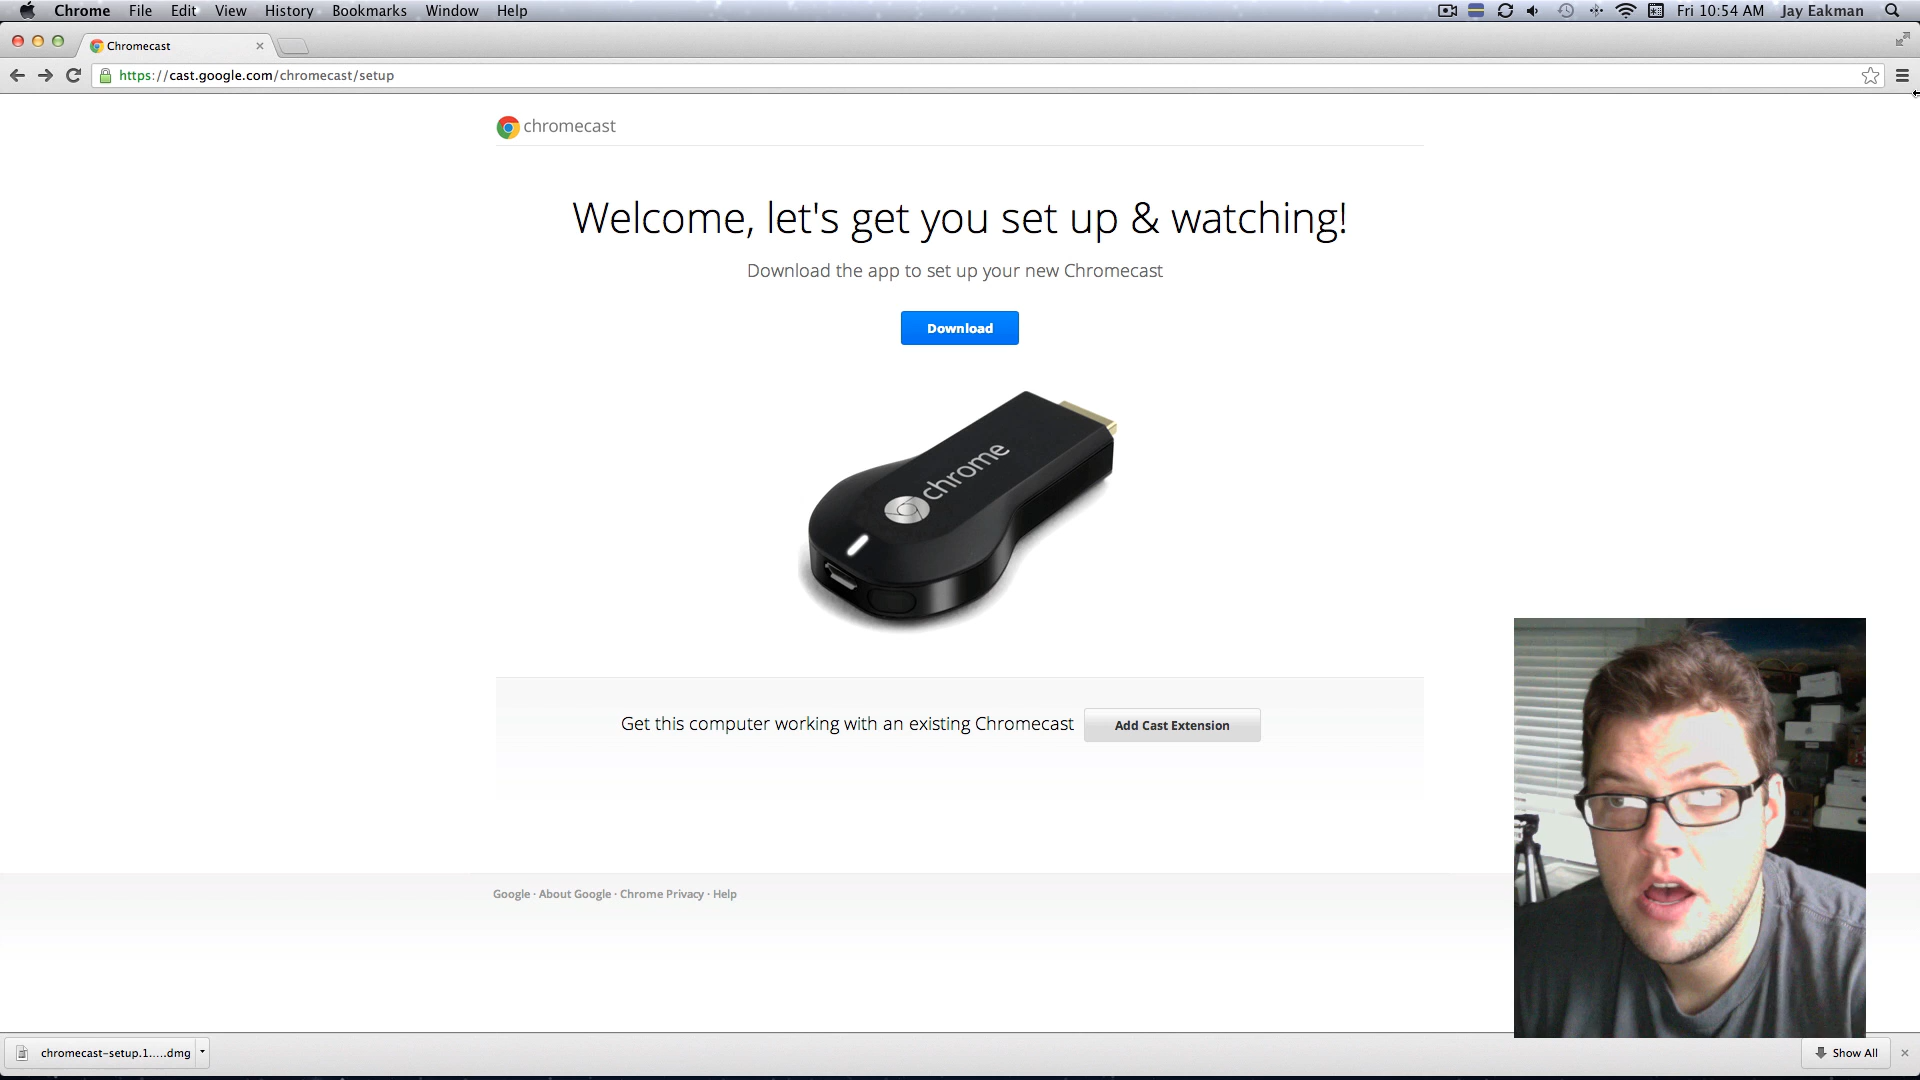 Chrome File Edit View History Bookmarks Window Help Fri 10:54 AM Jay Eakman
Chromecast
https://cast.google.com/chromecast/setup
chromecast
Welcome, let's get you set up & watching!
Download the app to set up your new Chromecast
Download
chrome
Get this computer working with an existing Chromecast Add Cast Extension
Google · About Google · Chrome Privacy · Help
chromecast-setup.1.....dmg Show All